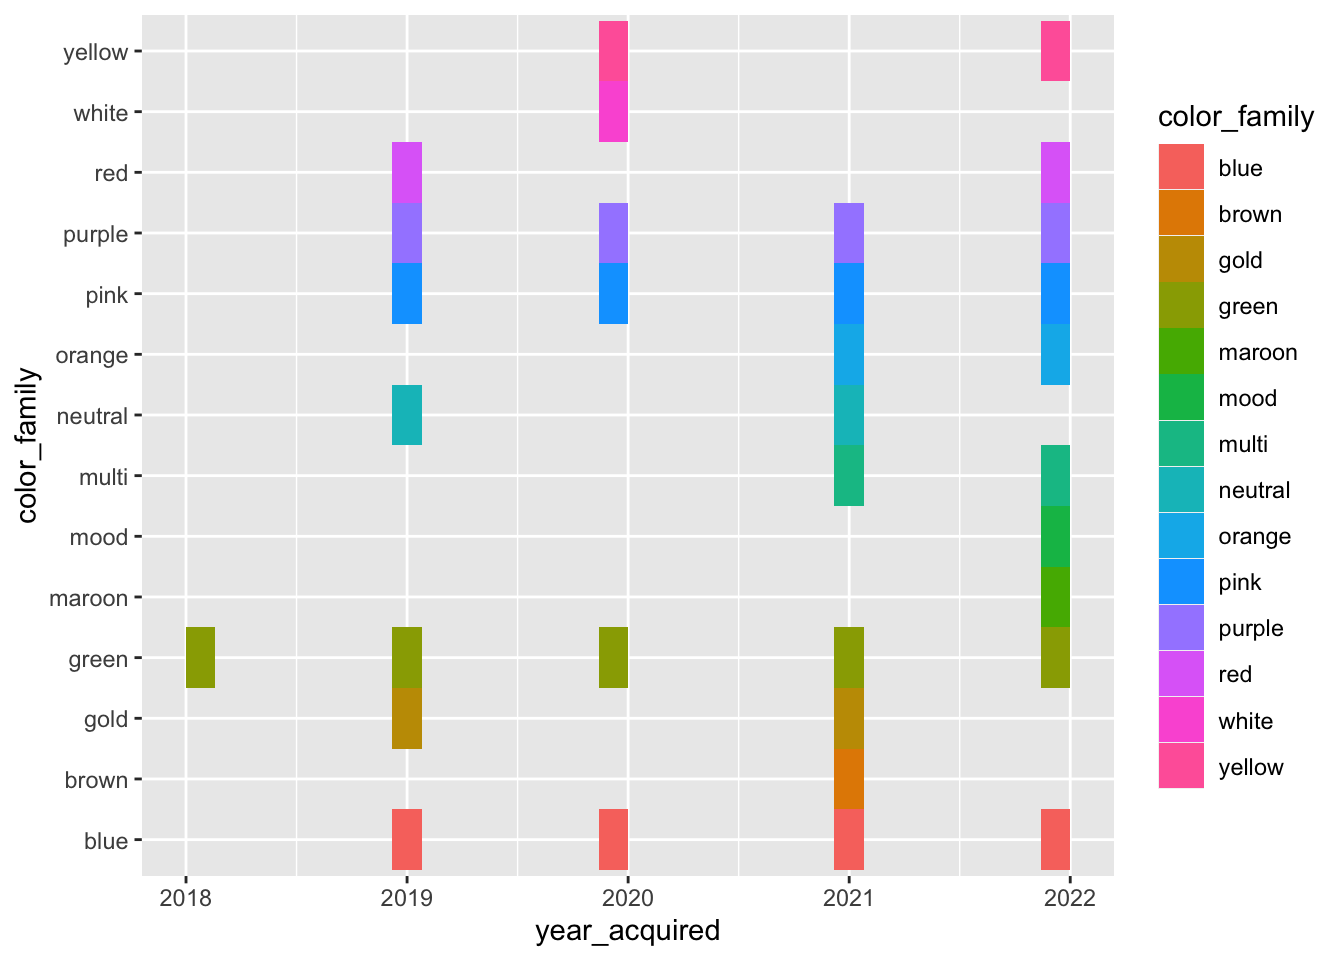 yellow
white
red
purple
pink
orange
neutral
multi
mood
maroon
green
gold
brown
blue
color_family
2018 2019 2020 2021 2022
year_acquired
color_family
blue
brown
gold
green
maroon
mood
multi
neutral
orange
pink
purple
red
white
yellow